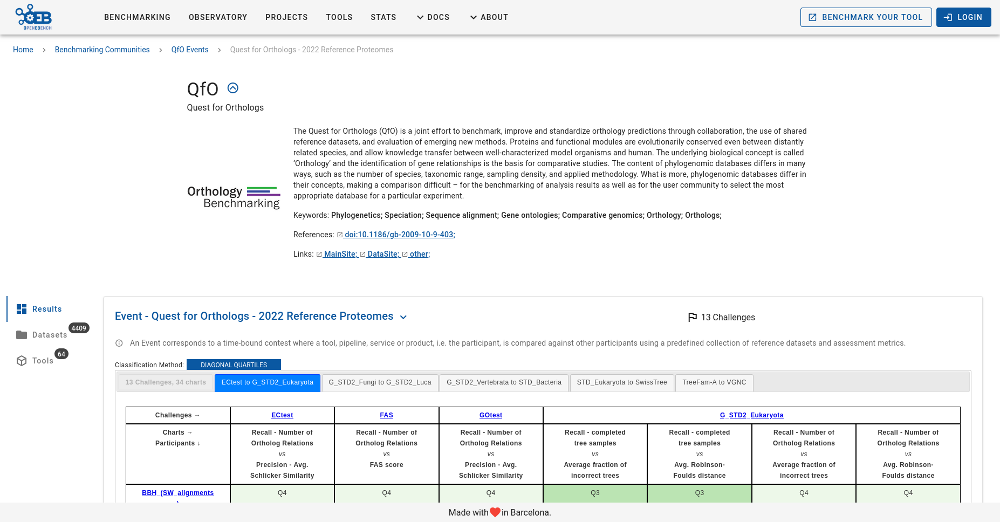 OEB
OPENEBENCH
BENCHMARKING OBSERVATORY PROJECTS TOOLS STATS DOCS ABOUT
BENCHMARK YOUR TOOL LOGIN
Home > Benchmarking Communities > QfO Events > Quest for Orthologs - 2022 Reference Proteomes
QfO
Quest for Orthologs
Orthology
Benchmarking
The Quest for Orthologs (QfO) is a joint effort to benchmark, improve and standardize orthology predictions through collaboration, the use of shared
reference datasets, and evaluation of emerging new methods. Proteins and functional modules are evolutionarily conserved even between distantly
related species, and allow knowledge transfer between well-characterized model organisms and human. The underlying biological concept is called
‘Orthology’ and the identification of gene relationships is the basis for comparative studies. The content of phylogenomic databases differs in many
ways, such as the number of species, taxonomic range, sampling density, and applied methodology. What is more, phylogenomic databases differ in
their concepts, making a comparison difficult – for the benchmarking of analysis results as well as for the user community to select the most
appropriate database for a particular experiment.
Keywords: Phylogenetics; Speciation; Sequence alignment; Gene ontologies; Comparative genomics; Orthology; Orthologs;
References: doi:10.1186/gb-2009-10-9-403;
Links: MainSite; DataSite; other;
Results
Datasets 4409
Tools 64
Event - Quest for Orthologs - 2022 Reference Proteomes
13 Challenges
An Event corresponds to a time-bound contest where a tool, pipeline, service or product, i.e. the participant, is compared against other participants using a predefined collection of reference datasets and assessment metrics.
Classification Method: DIAGONAL QUARTILES
13 Challenges, 34 charts ECtest to G_STD2_Eukaryota G_STD2_Fungi to G_STD2_Luca G_STD2_Vertebrata to STD_Bacteria STD_Eukaryota to SwissTree TreeFam-A to VGNC
Challenges → ECtest FAS GOtest G_STD2_Eukaryota
Charts → Recall - Number of Recall - Number of Recall - Number of Recall - completed Recall - completed Recall - Number of Recall - Number of
Participants ↓ Ortholog Relations Ortholog Relations Ortholog Relations tree samples tree samples Ortholog Relations Ortholog Relations
vs vs vs vs vs vs vs
Precision - Avg. FAS score Precision - Avg. Average fraction of Avg. Robinson- Average fraction of Avg. Robinson-
Schlicker Similarity Schlicker Similarity incorrect trees Foulds distance incorrect trees Foulds distance
BBH_(SW_alignments Q4 Q4 Q4 Q3 Q3 Q4 Q4
)
Made with in Barcelona.